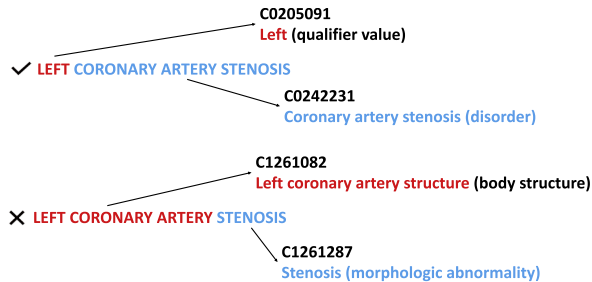 C0205091
Left (qualifier value)
LEFT CORONARY ARTERY STENOSIS
C0242231
Coronary artery stenosis (disorder)
C1261082
Left coronary artery structure (body structure)
LEFT CORONARY ARTERY STENOSIS
C1261287
Stenosis (morphologic abnormality)